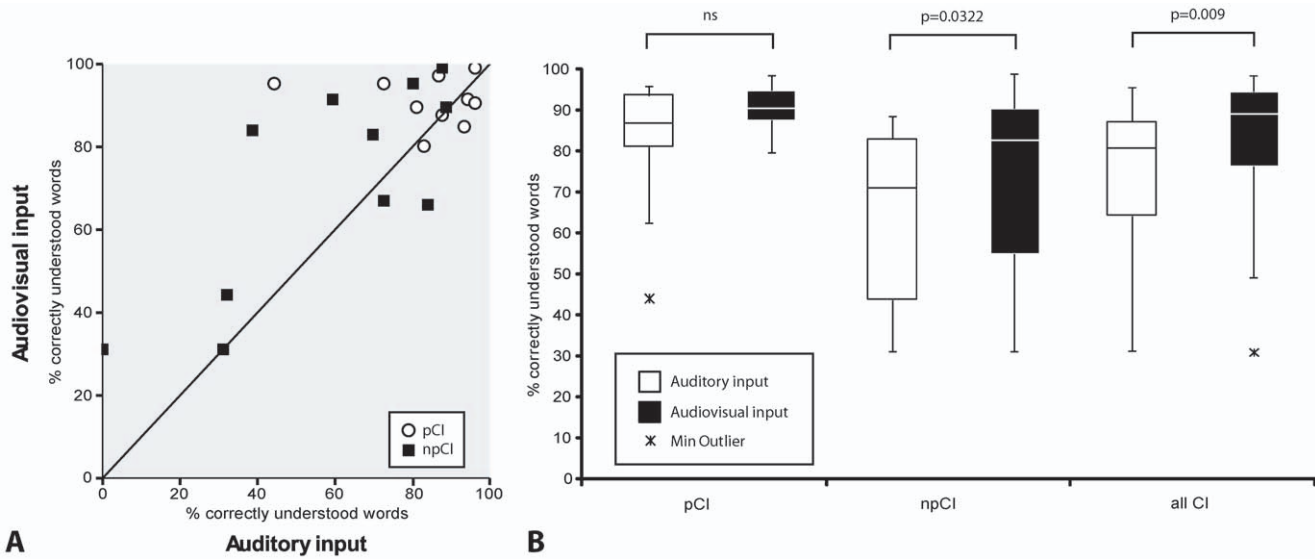 Audiovisual input
% correctly understood words
100
80
60
40
20
0
0 20 40 60 80 100
% correctly understood words
Auditory input
pCI
npCI
A
ns
p=0.0322
p=0.009
% correctly understood words
100
90
80
70
60
50
40
30
20
10
0
Auditory input
Audiovisual input
Min Outlier
pCI npCI all CI
B